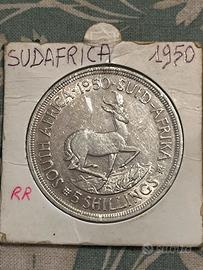 SUDAFRICA 1950
SOUTH AFRICA·1950·SUID-AFRIKA
5 SHILLINGS
RR